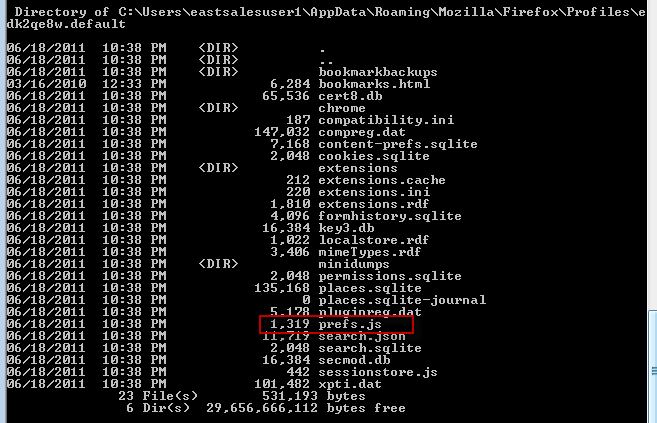 Directory of C:\Users\eastsalesuser1\AppData\Roaming\Mozilla\Firefox\Profiles\e
dk2qe8w.default
06/18/2011 10:38 PM <DIR> .
06/18/2011 10:38 PM <DIR> ..
06/18/2011 10:38 PM <DIR> bookmarkbackups
03/16/2010 12:33 PM 6,284 bookmarks.html
06/18/2011 10:38 PM 65,536 cert8.db
06/18/2011 10:38 PM <DIR> chrome
06/18/2011 10:38 PM 187 compatibility.ini
06/18/2011 10:38 PM 147,032 compreg.dat
06/18/2011 10:38 PM 7,168 content-prefs.sqlite
06/18/2011 10:38 PM 2,048 cookies.sqlite
06/18/2011 10:38 PM <DIR> extensions
06/18/2011 10:38 PM 212 extensions.cache
06/18/2011 10:38 PM 220 extensions.ini
06/18/2011 10:38 PM 1,810 extensions.rdf
06/18/2011 10:38 PM 4,096 formhistory.sqlite
06/18/2011 10:38 PM 16,384 key3.db
06/18/2011 10:38 PM 1,022 localstore.rdf
06/18/2011 10:38 PM 3,406 mimeTypes.rdf
06/18/2011 10:38 PM <DIR> minidumps
06/18/2011 10:38 PM 2,048 permissions.sqlite
06/18/2011 10:38 PM 135,168 places.sqlite
06/18/2011 10:38 PM 0 places.sqlite-journal
06/18/2011 10:38 PM 5,178 pluginreg.dat
06/18/2011 10:38 PM 1,319 prefs.js
06/18/2011 10:38 PM 11,719 search.json
06/18/2011 10:38 PM 2,048 search.sqlite
06/18/2011 10:38 PM 16,384 secmod.db
06/18/2011 10:38 PM 442 sessionstore.js
06/18/2011 10:38 PM 101,482 xpti.dat
23 File(s) 531,193 bytes
6 Dir(s) 29,656,666,112 bytes free